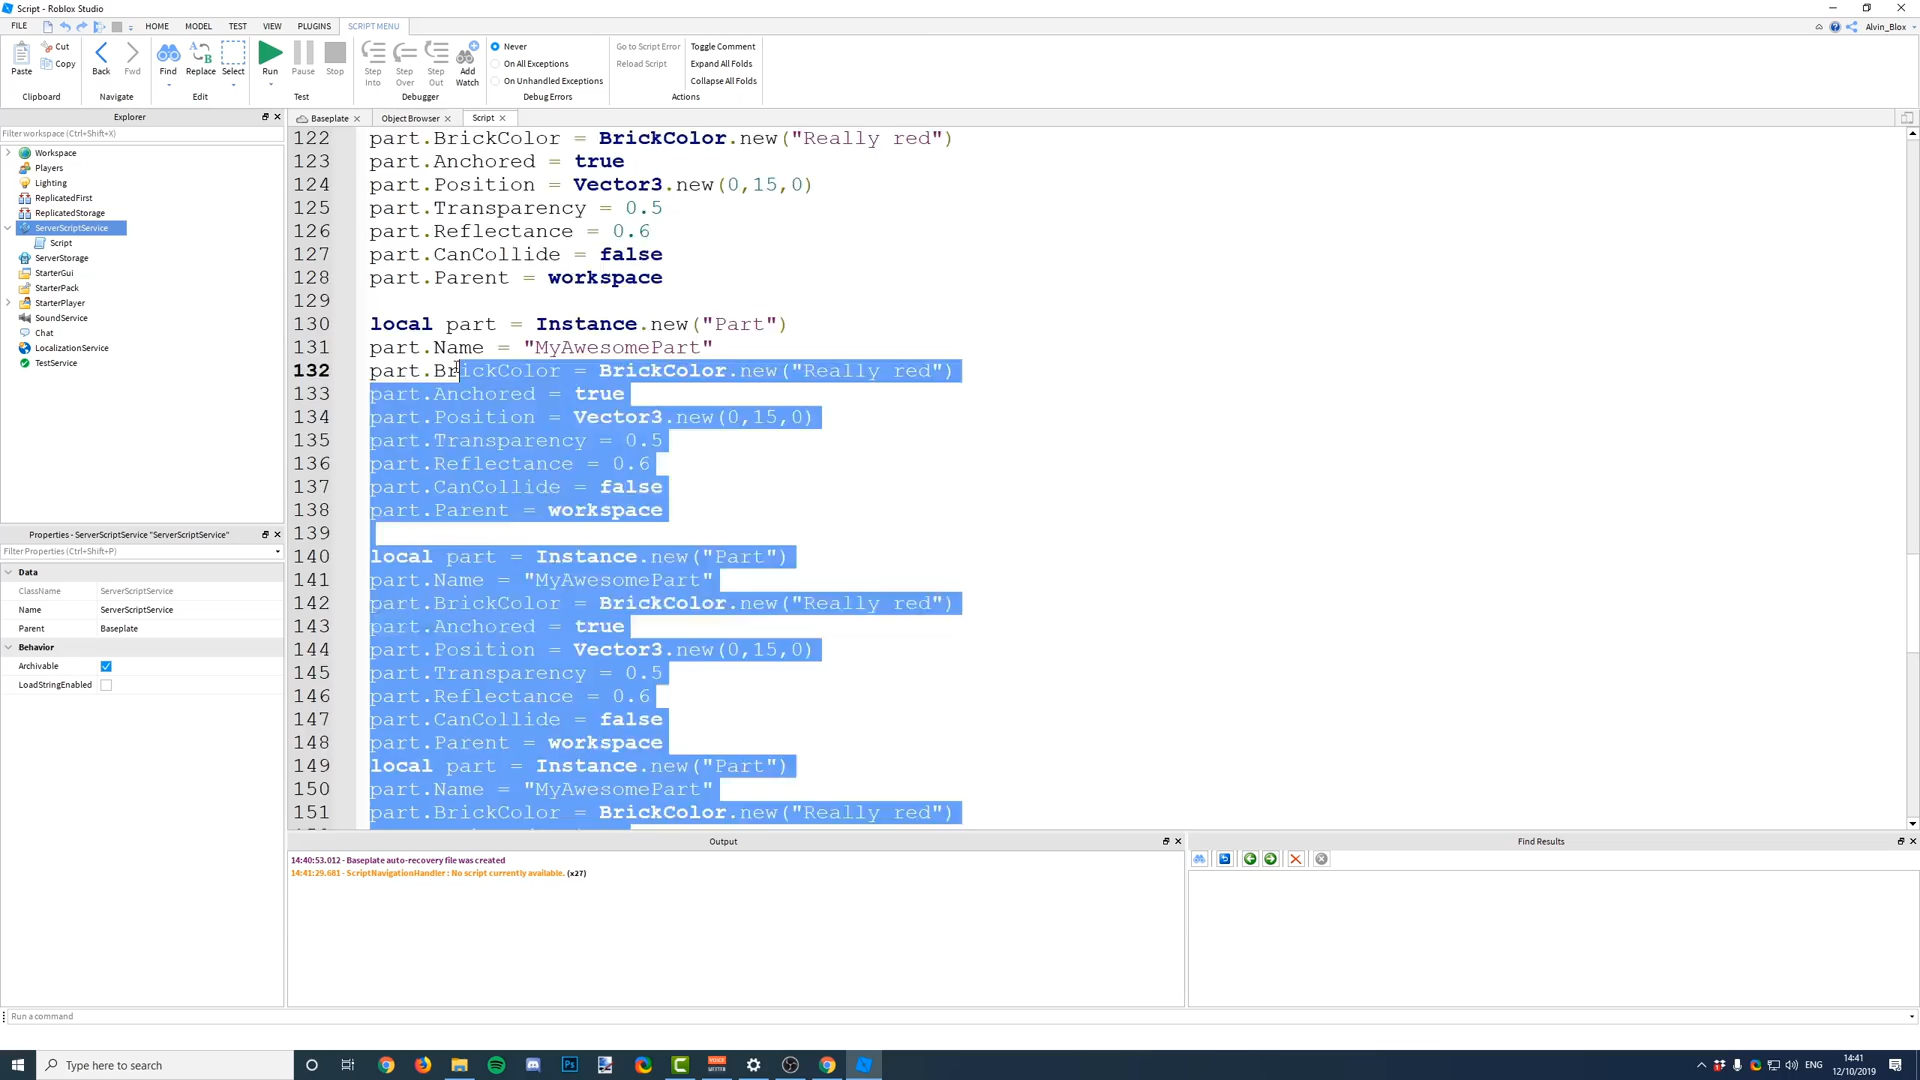 Script - Roblox Studio
FILE HOME MODEL TEST VIEW PLUGINS SCRIPT MENU Alvin_Blox
Paste Cut Copy Back Fwd Find Replace Select Run Pause Stop Step Into Step Over Step Out Add Watch
Never
On All Exceptions
On Unhandled Exceptions
Go to Script Error
Reload Script
Toggle Comment
Expand All Folds
Collapse All Folds
Clipboard Navigate Edit Test Debugger Debug Errors Actions
Explorer
Filter workspace (Ctrl+Shift+X)
Workspace
Players
Lighting
ReplicatedFirst
ReplicatedStorage
ServerScriptService
Script
ServerStorage
StarterGui
StarterPack
StarterPlayer
SoundService
Chat
LocalizationService
TestService
Properties - ServerScriptService "ServerScriptService"
Filter Properties (Ctrl+Shift+P)
Data
ClassName ServerScriptService
Name ServerScriptService
Parent Baseplate
Behavior
Archivable
LoadStringEnabled
Baseplate Object Browser Script
122 part.BrickColor = BrickColor.new("Really red")
123 part.Anchored = true
124 part.Position = Vector3.new(0,15,0)
125 part.Transparency = 0.5
126 part.Reflectance = 0.6
127 part.CanCollide = false
128 part.Parent = workspace
129
130 local part = Instance.new("Part")
131 part.Name = "MyAwesomePart"
132 part.BrickColor = BrickColor.new("Really red")
133 part.Anchored = true
134 part.Position = Vector3.new(0,15,0)
135 part.Transparency = 0.5
136 part.Reflectance = 0.6
137 part.CanCollide = false
138 part.Parent = workspace
139
140 local part = Instance.new("Part")
141 part.Name = "MyAwesomePart"
142 part.BrickColor = BrickColor.new("Really red")
143 part.Anchored = true
144 part.Position = Vector3.new(0,15,0)
145 part.Transparency = 0.5
146 part.Reflectance = 0.6
147 part.CanCollide = false
148 part.Parent = workspace
149 local part = Instance.new("Part")
150 part.Name = "MyAwesomePart"
151 part.BrickColor = BrickColor.new("Really red")
Output
14:40:53.012 - Baseplate auto-recovery file was created
14:41:29.681 - ScriptNavigationHandler : No script currently available. (x27)
Find Results
Run a command
Type here to search
ENG
14:41
12/10/2019